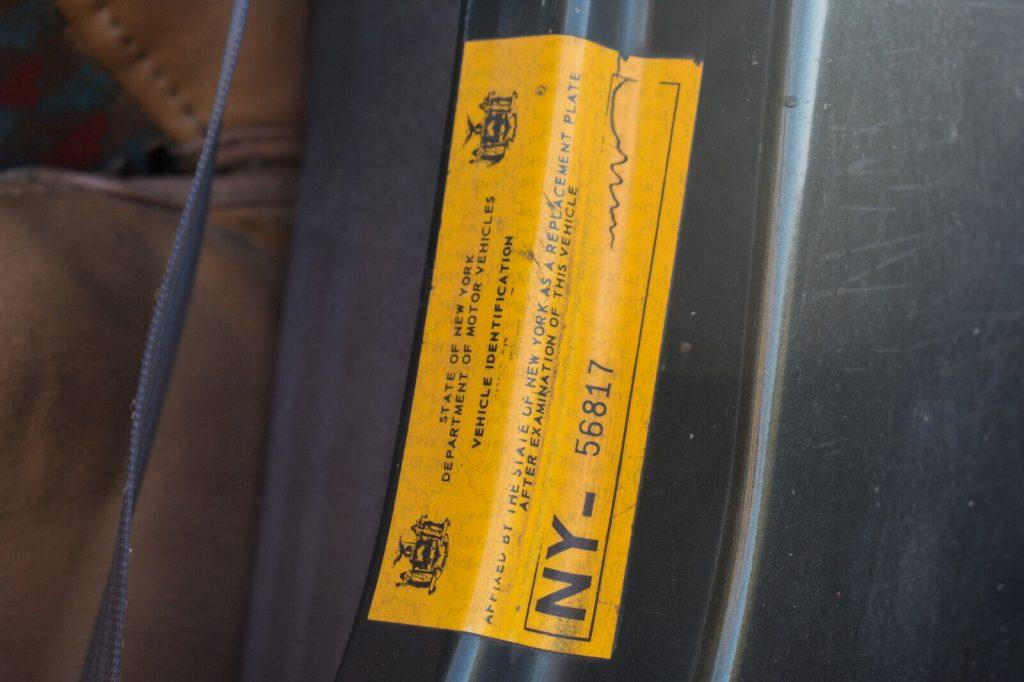 STATE OF NEW YORK
DEPARTMENT OF MOTOR VEHICLES
VEHICLE IDENTIFICATION
AFFIXED BY THE STATE OF NEW YORK AS A REPLACEMENT PLATE
AFTER EXAMINATION OF THIS VEHICLE
NY- 56817